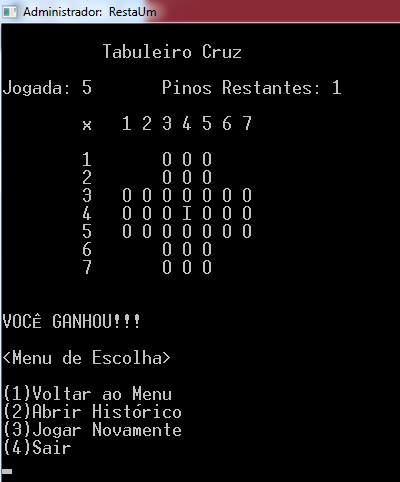 Administrador: RestaUm
Tabuleiro Cruz
Jogada: 5 Pinos Restantes: 1
x 1 2 3 4 5 6 7
1 0 0 0
2 0 0 0
3 0 0 0 0 0 0 0
4 0 0 0 I 0 0 0
5 0 0 0 0 0 0 0
6 0 0 0
7 0 0 0
VOCÊ GANHOU!!!
<Menu de Escolha>
(1)Voltar ao Menu
(2)Abrir Histórico
(3)Jogar Novamente
(4)Sair